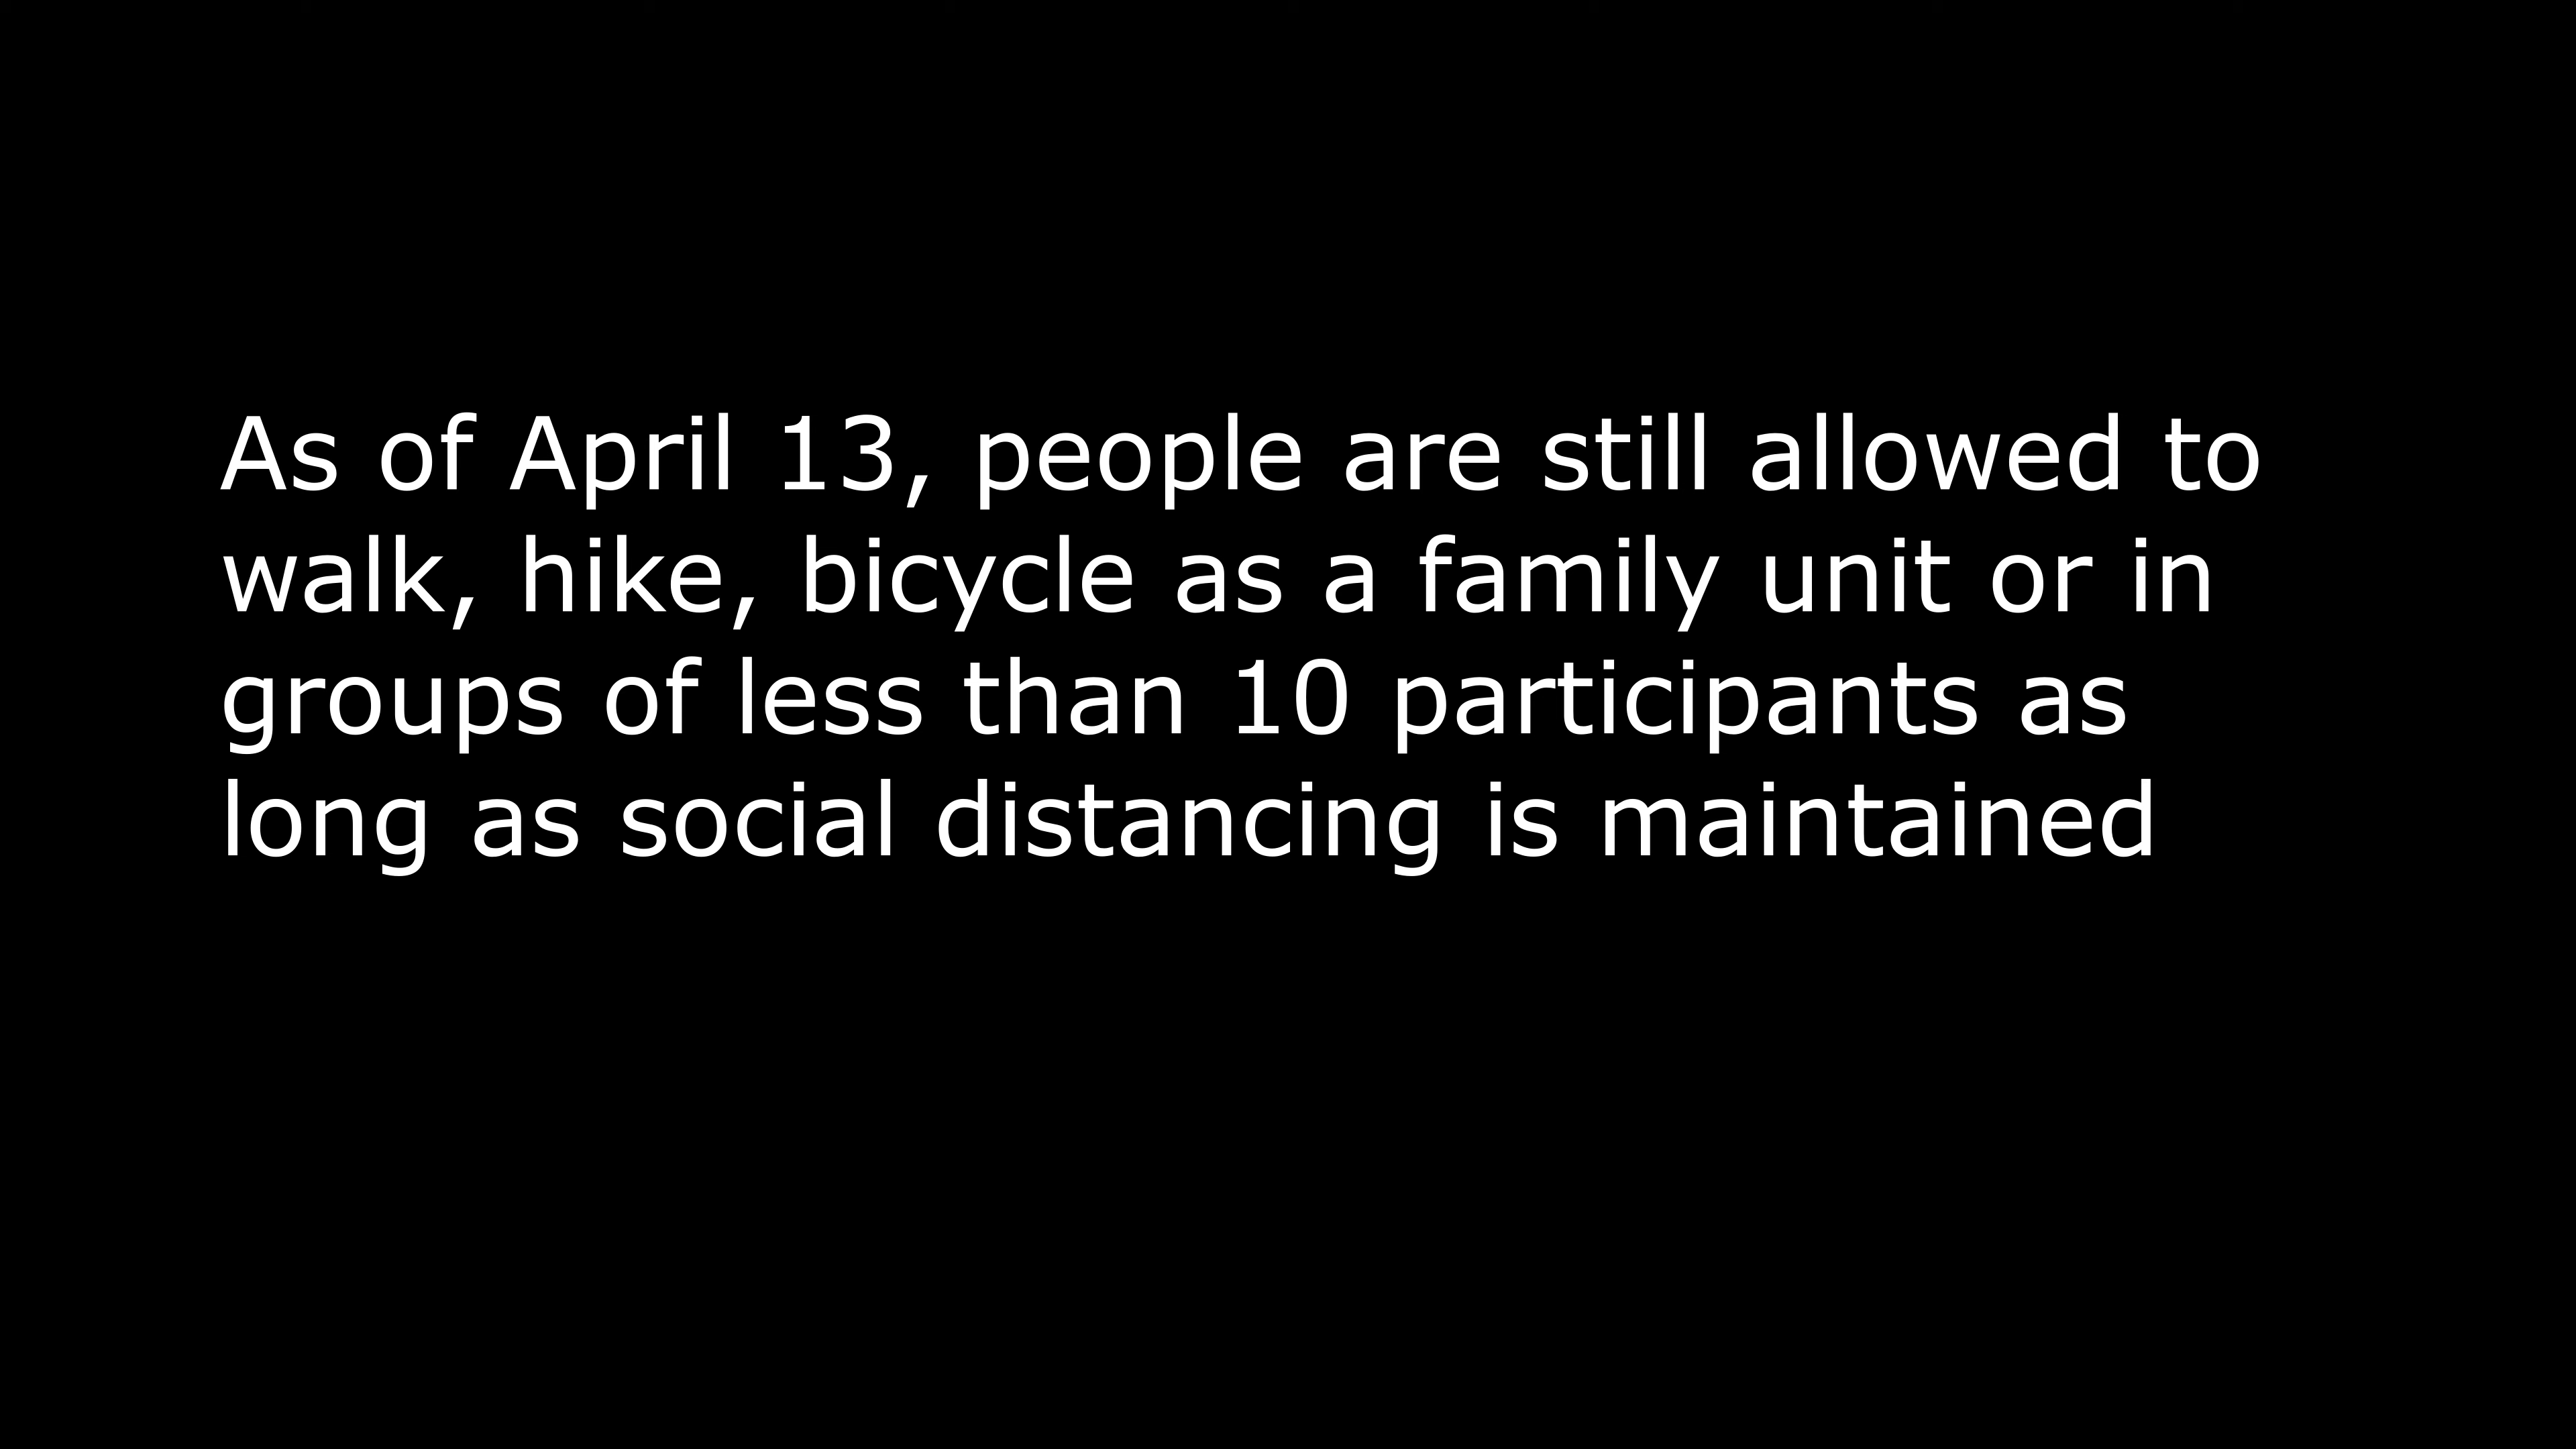 As of April 13, people are still allowed to
walk, hike, bicycle as a family unit or in
groups of less than 10 participants as
long as social distancing is maintained